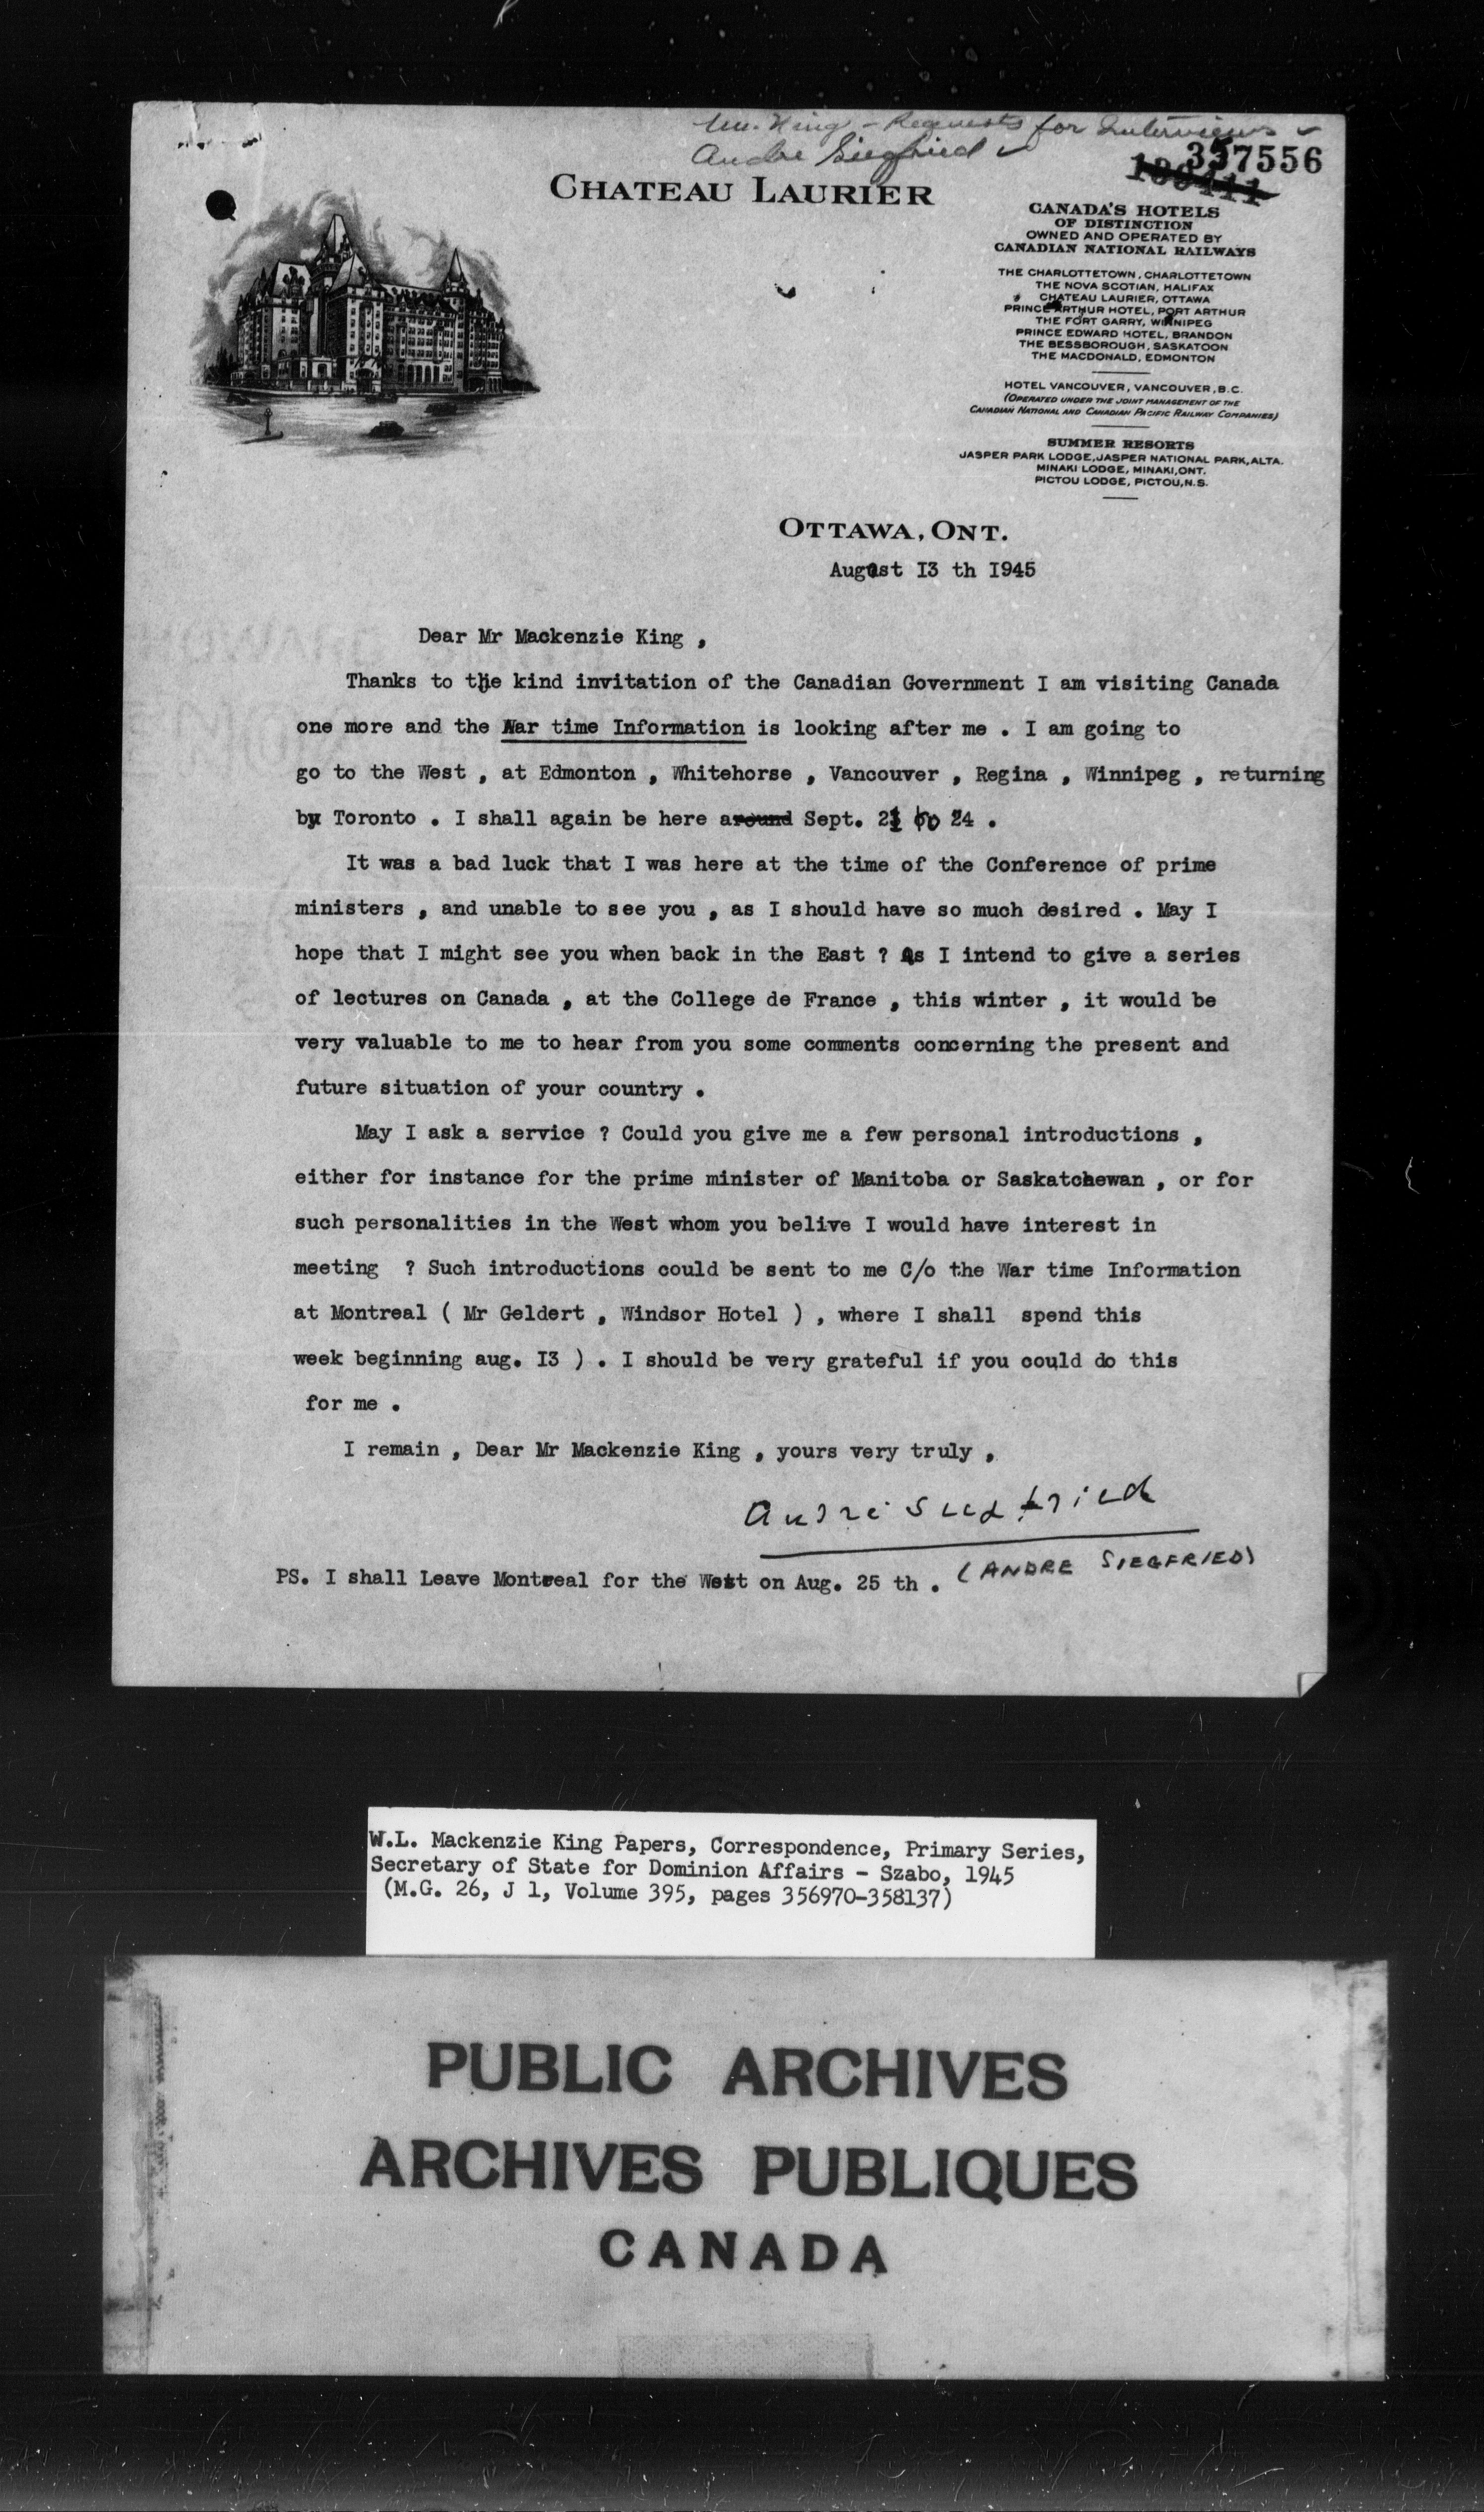 Mr. King - Requests for Interviews
Andre Siegfried
357556
CHATEAU LAURIER
CANADA'S HOTELS
OF DISTINCTION
OWNED AND OPERATED BY
CANADIAN NATIONAL RAILWAYS
THE CHARLOTTETOWN, CHARLOTTETOWN
THE NOVA SCOTIAN, HALIFAX
CHATEAU LAURIER, OTTAWA
PRINCE ARTHUR HOTEL, PORT ARTHUR
THE FORT GARRY, WINNIPEG
PRINCE EDWARD HOTEL, BRANDON
THE BESSBOROUGH, SASKATOON
THE MACDONALD, EDMONTON
HOTEL VANCOUVER, VANCOUVER, B.C.
(OPERATED UNDER THE JOINT MANAGEMENT OF THE
CANADIAN NATIONAL AND CANADIAN PACIFIC RAILWAY COMPANIES)
SUMMER RESORTS
JASPER PARK LODGE, JASPER NATIONAL PARK, ALTA.
MINAKI LODGE, MINAKI, ONT.
PICTOU LODGE, PICTOU, N.S.
OTTAWA, ONT.
August I3 th I945
Dear Mr Mackenzie King ,
Thanks to the kind invitation of the Canadian Government I am visiting Canada
one more and the War time Information is looking after me . I am going to
go to the West , at Edmonton , Whitehorse , Vancouver , Regina , Winnipeg , returning
by Toronto . I shall again be here around Sept. to 24 .
It was a bad luck that I was here at the time of the Conference of prime
ministers , and unable to see you , as I should have so much desired . May I
hope that I might see you when back in the East ? As I intend to give a series
of lectures on Canada , at the College de France , this winter , it would be
very valuable to me to hear from you some comments concerning the present and
future situation of your country .
May I ask a service ? Could you give me a few personal introductions ,
either for instance for the prime minister of Manitoba or Saskatchewan , or for
such personalities in the West whom you belive I would have interest in
meeting ? Such introductions could be sent to me C/o the War time Information
at Montreal ( Mr Geldert , Windsor Hotel ) , where I shall spend this
week beginning aug. I3 ) . I should be very grateful if you could do this
for me .
I remain , Dear Mr Mackenzie King , yours very truly ,
André Siegfried
(ANDRE SIEGFRIED)
PS. I shall Leave Montreal for the West on Aug. 25 th .
W.L. Mackenzie King Papers, Correspondence, Primary Series,
Secretary of State for Dominion Affairs - Szabo, 1945
(M.G. 26, J 1, Volume 395, pages 356970-358137)
PUBLIC ARCHIVES
ARCHIVES PUBLIQUES
CANADA